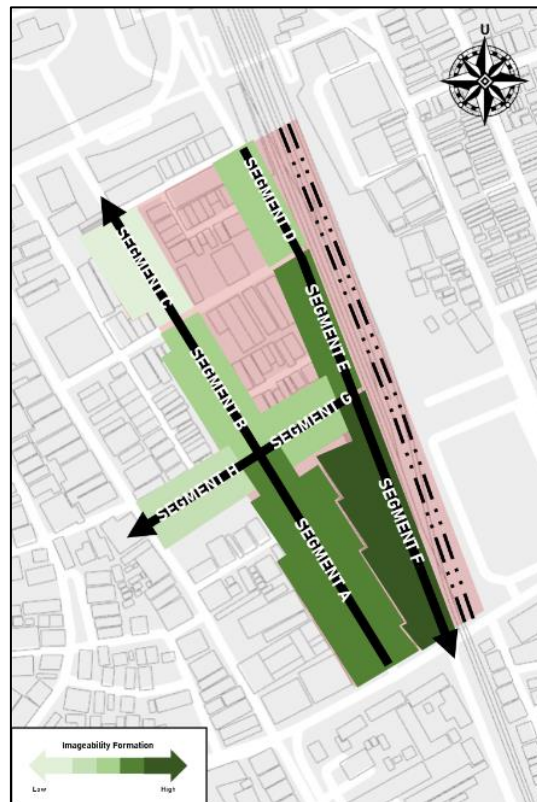 U
SEGMENT D
SEGMENT C
SEGMENT E
SEGMENT B
SEGMENT G
SEGMENT H
SEGMENT F
SEGMENT A
Imageability Formation
Low
High